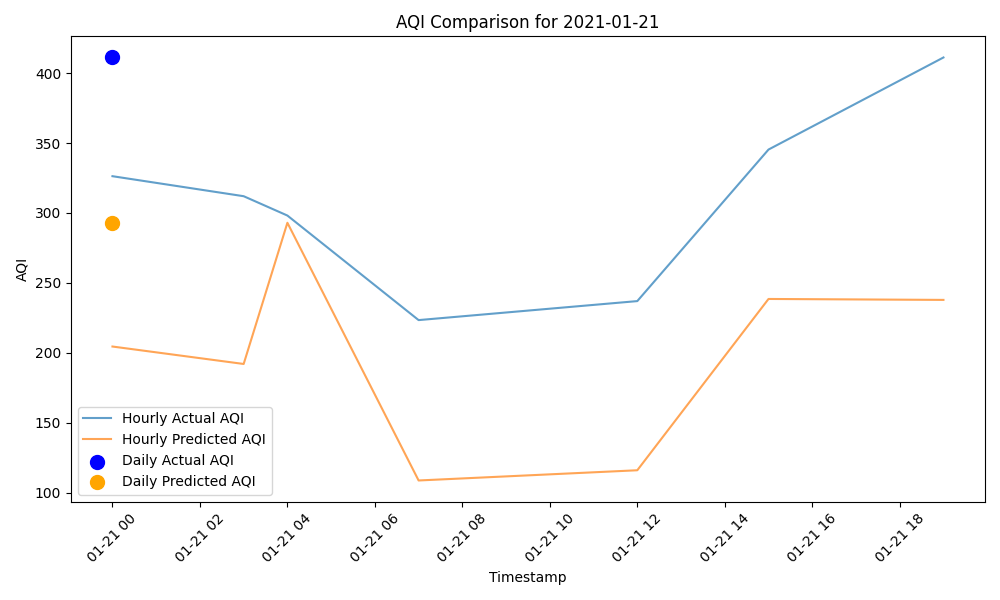 AQI Comparison for 2021-01-21
400
350
300
250
200
150
100
AQI
Hourly Actual AQI
Hourly Predicted AQI
Daily Actual AQI
Daily Predicted AQI
01-21 00
01-21 02
01-21 04
01-21 06
01-21 08
01-21 10
01-21 12
01-21 14
01-21 16
01-21 18
Timestamp